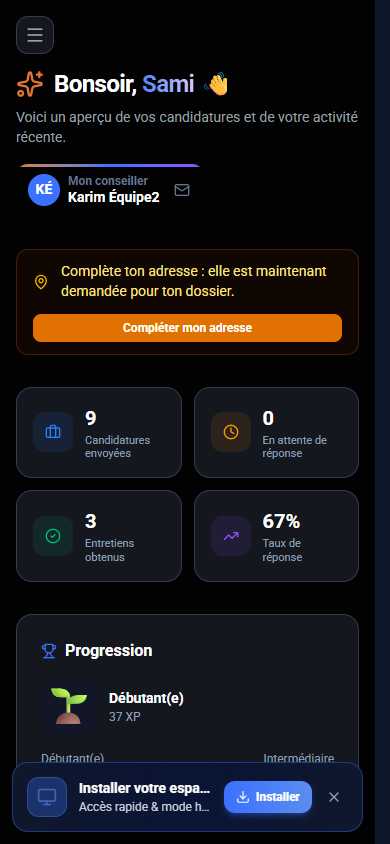 Bonsoir, Sami
Voici un aperçu de vos candidatures et de votre activité
récente.
Mon conseiller
KÉ
Karim Équipe2
Complète ton adresse : elle est maintenant
demandée pour ton dossier.
Compléter mon adresse
9
Candidatures
envoyées
0
En attente de
réponse
3
Entretiens
obtenus
67%
Taux de
réponse
Progression
Débutant(e)
37 XP
Débutant(e)
Intermédiaire
Installer votre espa...
Accès rapide & mode h...
Installer